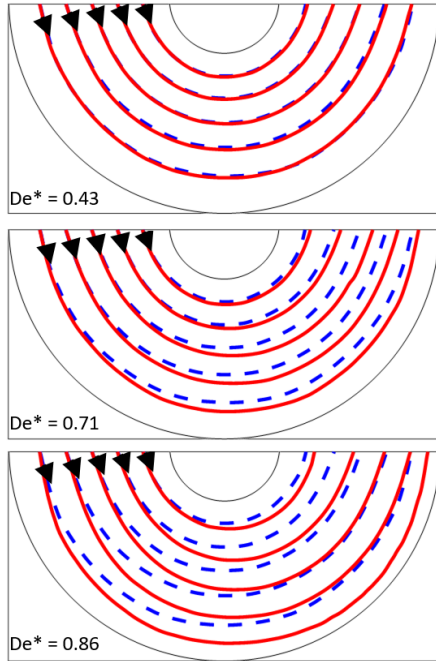 De* = 0.43
De* = 0.71
De* = 0.86